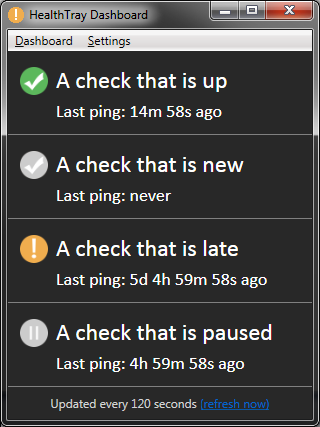 HealthTray Dashboard
Dashboard Settings
A check that is up
Last ping: 14m 58s ago
A check that is new
Last ping: never
A check that is late
Last ping: 5d 4h 59m 58s ago
A check that is paused
Last ping: 4h 59m 58s ago
Updated every 120 seconds (refresh now)